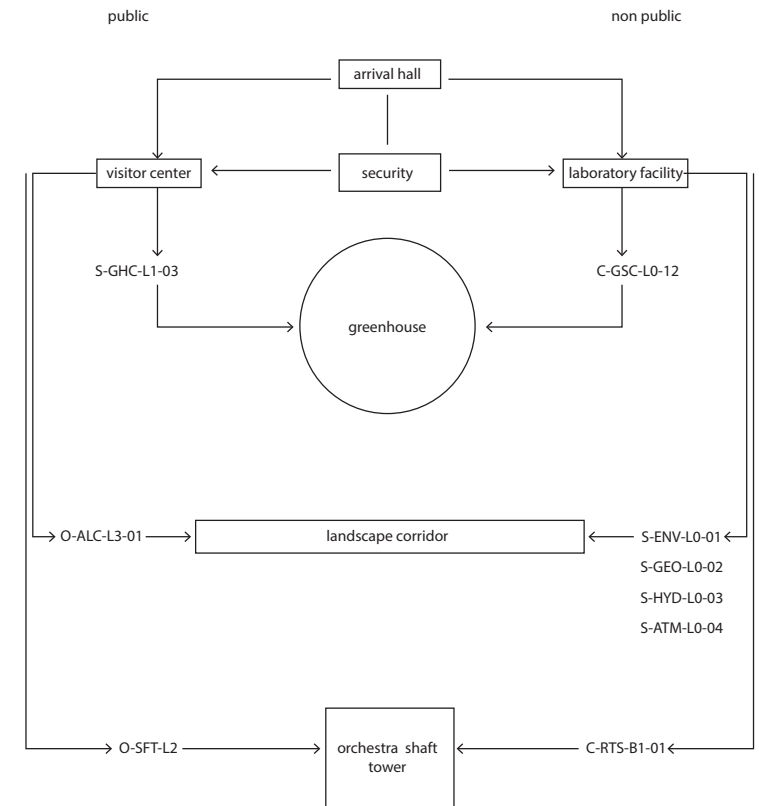 public
non public
arrival hall
visitor center
security
laboratory facility
S-GHC-L1-03
C-GSC-L0-12
greenhouse
O-ALC-L3-01
landscape corridor
S-ENV-L0-01
S-GEO-L0-02
S-HYD-L0-03
S-ATM-L0-04
O-SFT-L2
orchestra shaft
tower
C-RTS-B1-01